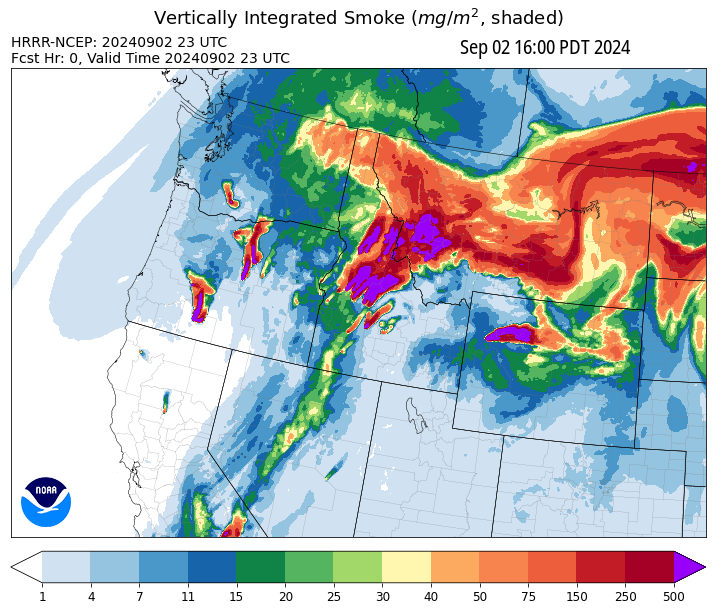 Vertically Integrated Smoke (mg/m², shaded)
HRRR-NCEP: 20240902 23 UTC
Sep 02 16:00 PDT 2024
Fcst Hr: 0, Valid Time 20240902 23 UTC
NOAA
1 4 7 11 15 20 25 30 40 50 75 150 250 500